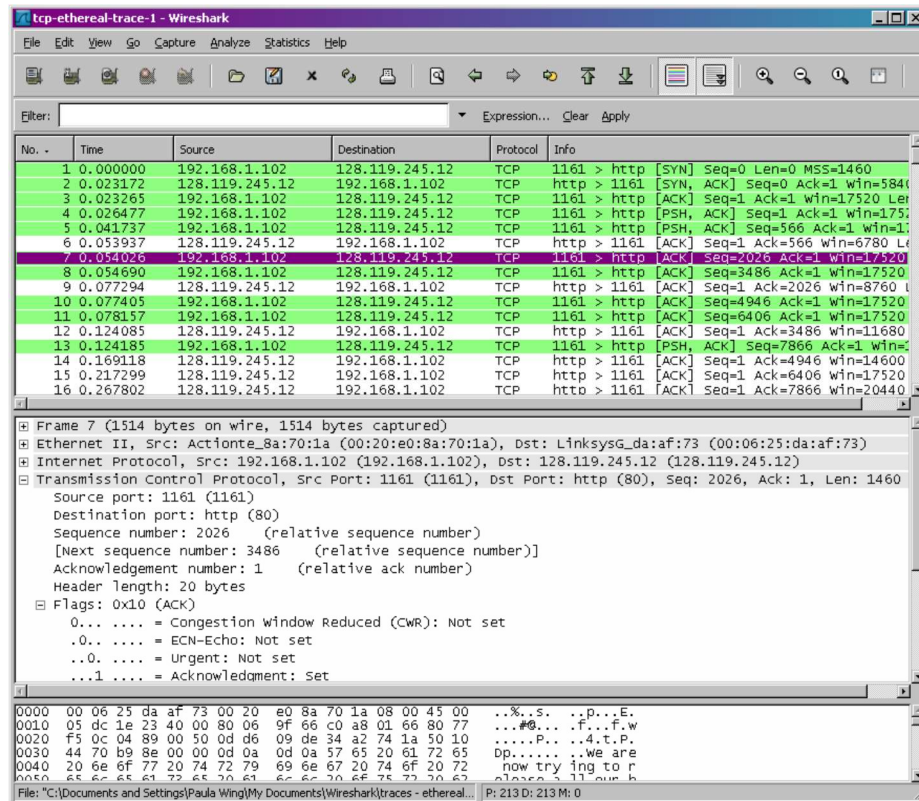 tcp-ethereal-trace-1 - Wireshark
File Edit View Go Capture Analyze Statistics Help
Filter: Expression... Clear Apply
No. - Time Source Destination Protocol Info
1 0.000000 192.168.1.102 128.119.245.12 TCP 1161 > http [SYN] Seq=0 Len=0 MSS=1460
2 0.023172 128.119.245.12 192.168.1.102 TCP http > 1161 [SYN, ACK] Seq=0 Ack=1 Win=5840
3 0.023265 192.168.1.102 128.119.245.12 TCP 1161 > http [ACK] Seq=1 Ack=1 Win=17520 Len
4 0.026477 192.168.1.102 128.119.245.12 TCP 1161 > http [PSH, ACK] Seq=1 Ack=1 Win=1752
5 0.041737 192.168.1.102 128.119.245.12 TCP 1161 > http [PSH, ACK] Seq=566 Ack=1 Win=1
6 0.053937 128.119.245.12 192.168.1.102 TCP http > 1161 [ACK] Seq=1 Ack=566 Win=6780 Le
7 0.054026 192.168.1.102 128.119.245.12 TCP 1161 > http [ACK] Seq=2026 Ack=1 Win=17520
8 0.054690 192.168.1.102 128.119.245.12 TCP 1161 > http [ACK] Seq=3486 Ack=1 Win=17520
9 0.077294 128.119.245.12 192.168.1.102 TCP http > 1161 [ACK] Seq=1 Ack=2026 Win=8760 L
10 0.077405 192.168.1.102 128.119.245.12 TCP 1161 > http [ACK] Seq=4946 Ack=1 Win=17520
11 0.078157 192.168.1.102 128.119.245.12 TCP 1161 > http [ACK] Seq=6406 Ack=1 Win=17520
12 0.124085 128.119.245.12 192.168.1.102 TCP http > 1161 [ACK] Seq=1 Ack=3486 Win=11680
13 0.124185 192.168.1.102 128.119.245.12 TCP 1161 > http [PSH, ACK] Seq=7866 Ack=1 Win=1
14 0.169118 128.119.245.12 192.168.1.102 TCP http > 1161 [ACK] Seq=1 Ack=4946 Win=14600
15 0.217299 128.119.245.12 192.168.1.102 TCP http > 1161 [ACK] Seq=1 Ack=6406 Win=17520
16 0.267802 128.119.245.12 192.168.1.102 TCP http > 1161 [ACK] Seq=1 Ack=7866 Win=20440
Frame 7 (1514 bytes on wire, 1514 bytes captured)
Ethernet II, Src: Actionte_8a:70:1a (00:20:e0:8a:70:1a), Dst: LinksysG_da:af:73 (00:06:25:da:af:73)
Internet Protocol, Src: 192.168.1.102 (192.168.1.102), Dst: 128.119.245.12 (128.119.245.12)
Transmission Control Protocol, Src Port: 1161 (1161), Dst Port: http (80), Seq: 2026, Ack: 1, Len: 1460
Source port: 1161 (1161)
Destination port: http (80)
Sequence number: 2026 (relative sequence number)
[Next sequence number: 3486 (relative sequence number)]
Acknowledgement number: 1 (relative ack number)
Header length: 20 bytes
Flags: 0x10 (ACK)
0... .... = Congestion Window Reduced (CWR): Not set
.0.. .... = ECN-Echo: Not set
..0. .... = Urgent: Not set
...1 .... = Acknowledgment: Set
0000 00 06 25 da af 73 00 20 e0 8a 70 1a 08 00 45 00 ..%..s. ..p...E.
0010 05 dc 1e 23 40 00 80 06 9f 66 c0 a8 01 66 80 77 ...#@... .f...f.w
0020 f5 0c 04 89 00 50 0d d6 09 de 34 a2 74 1a 50 10 .....P.. ..4.t.P.
0030 44 70 b9 8e 00 00 0d 0a 0d 0a 57 65 20 61 72 65 Dp...... ..We are
0040 20 6e 6f 77 20 74 72 79 69 6e 67 20 74 6f 20 72 now try ing to r
0050 65 6c 65 61 73 65 20 61 6c 6c 20 6f 75 72 20 62 elease a ll our b
File: "C:\Documents and Settings\Paula Wing\My Documents\Wireshark\traces - ethereal... P: 213 D: 213 M: 0